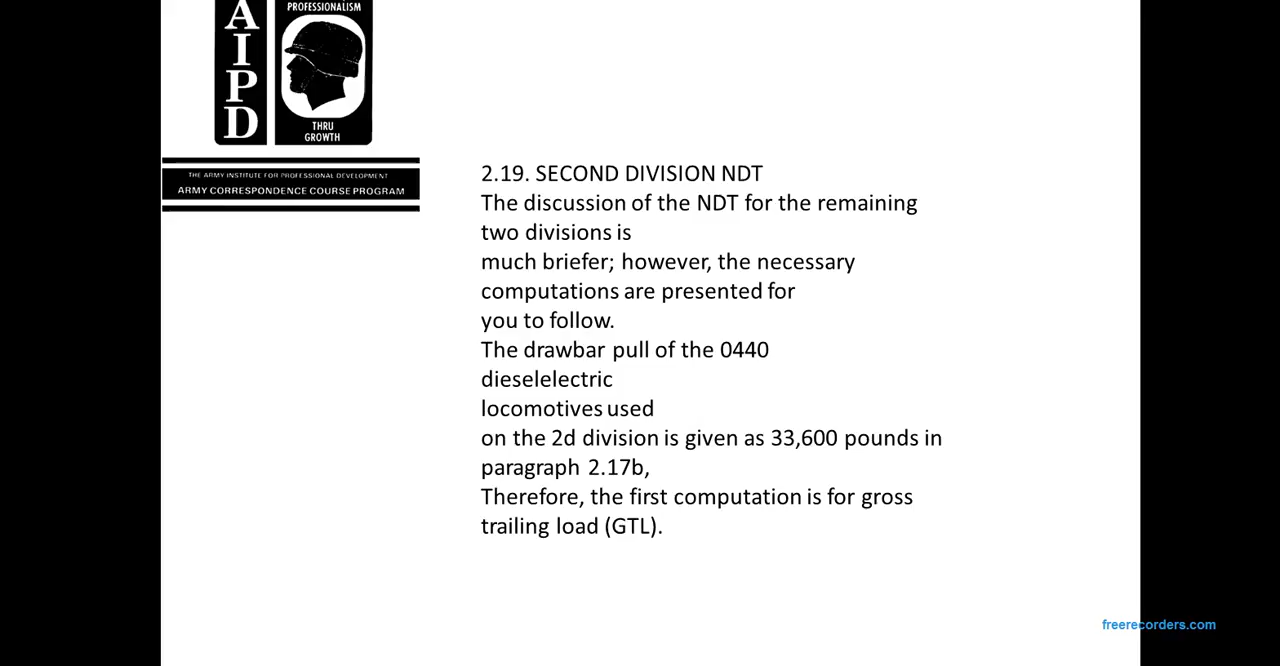 AIPD
PROFESSIONALISM
THRU
GROWTH
THE ARMY INSTITUTE FOR PROFESSIONAL DEVELOPMENT
ARMY CORRESPONDENCE COURSE PROGRAM
2.19. SECOND DIVISION NDT
The discussion of the NDT for the remaining
two divisions is
much briefer; however, the necessary
computations are presented for
you to follow.
The drawbar pull of the 0440
dieselelectric
locomotives used
on the 2d division is given as 33,600 pounds in
paragraph 2.17b,
Therefore, the first computation is for gross
trailing load (GTL).
freerecorders.com